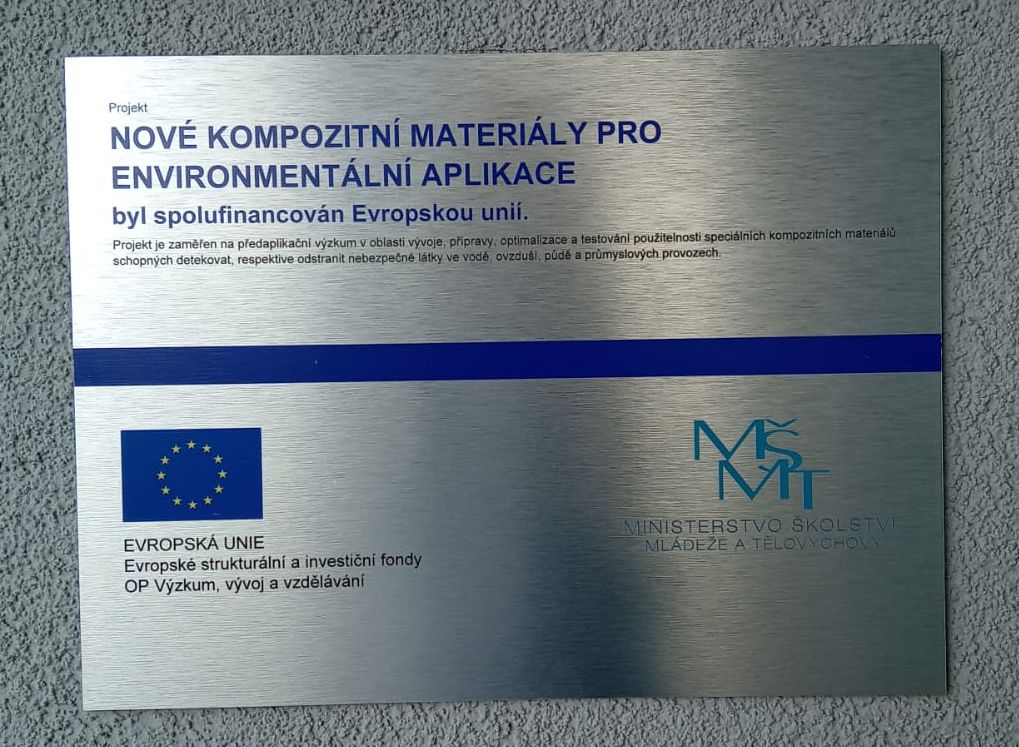 Projekt
NOVÉ KOMPOZITNÍ MATERIÁLY PRO
ENVIRONMENTÁLNÍ APLIKACE
byl spolufinancován Evropskou unií.
Projekt je zaměřen na předaplikační výzkum v oblasti vývoje, přípravy, optimalizace a testování použitelnosti speciálních kompozitních materiálů
schopných detekovat, respektive odstranit nebezpečné látky ve vodě, ovzduší, půdě a průmyslových provozech.
EVROPSKÁ UNIE
Evropské strukturální a investiční fondy
OP Výzkum, vývoj a vzdělávání
MŠ
MT
MINISTERSTVO ŠKOLSTVÍ
MLÁDEŽE A TĚLOVÝCHOVY